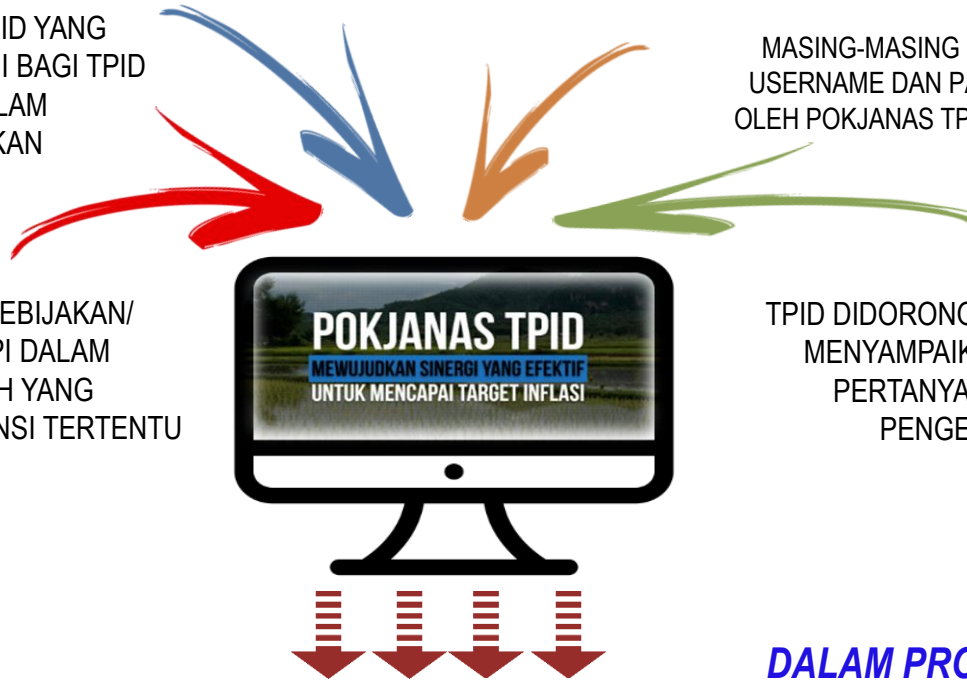 ID YANG
I BAGI TPID
LAM
KAN
MASING-MASING
USERNAME DAN PA
OLEH POKJANAS TP
EBIJAKAN/
PI DALAM
H YANG
NSI TERTENTU
POKJANAS TPID
MEWUJUDKAN SINERGI YANG EFEKTIF
UNTUK MENCAPAI TARGET INFLASI
TPID DIDORONG
MENYAMPAIK
PERTANYA
PENGE
DALAM PRO